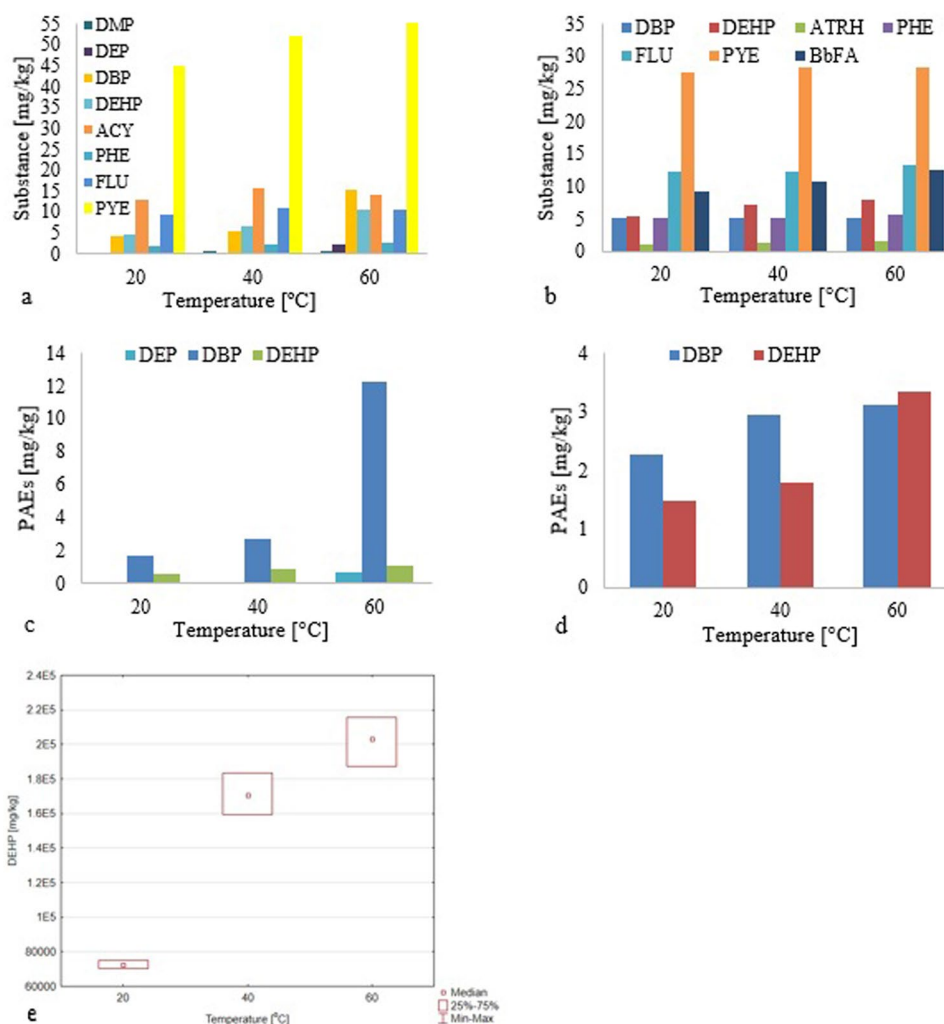 Substance [mg/kg]
55
50
45
40
35
30
25
20
15
10
5
0
DMP
DEP
DBP
DEHP
ACY
PHE
FLU
PYE
20 40 60
Temperature [°C]
a
Substance [mg/kg]
35
30
25
20
15
10
5
0
DBP DEHP ATRH PHE
FLU PYE BbFA
20 40 60
Temperature [°C]
b
PAEs [mg/kg]
14
12
10
8
6
4
2
0
DEP DBP DEHP
20 40 60
Temperature [°C]
c
PAEs [mg/kg]
4
3
2
1
0
DBP DEHP
20 40 60
Temperature [°C]
d
DEHP [mg/kg]
2.4E5
2.2E5
2E5
1.8E5
1.6E5
1.4E5
1.2E5
1E5
80000
60000
20 40 60
Temperature [°C]
Median
25%-75%
Min-Max
e